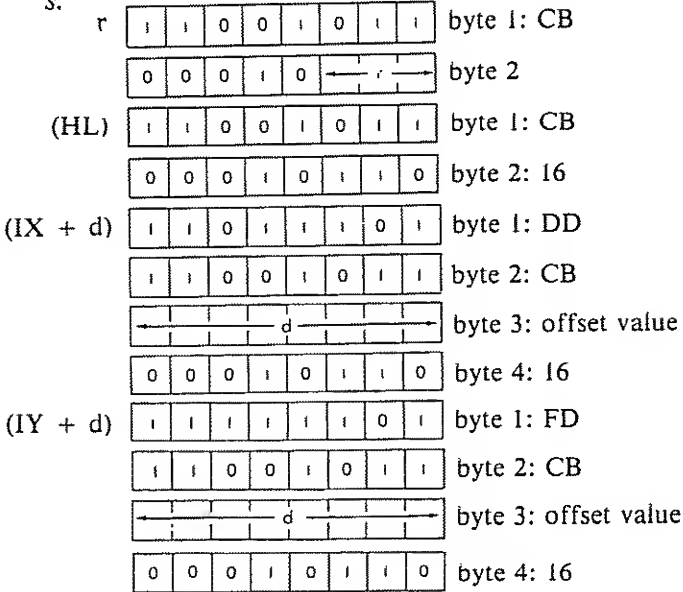 s.
r 1 1 0 0 1 0 1 1 byte 1: CB
0 0 0 1 0 r byte 2
(HL) 1 1 0 0 1 0 1 1 byte 1: CB
0 0 0 1 0 1 1 0 byte 2: 16
(IX + d) 1 1 0 1 1 1 0 1 byte 1: DD
1 1 0 0 1 0 1 1 byte 2: CB
d byte 3: offset value
0 0 0 1 0 1 1 0 byte 4: 16
(IY + d) 1 1 1 1 1 1 0 1 byte 1: FD
1 1 0 0 1 0 1 1 byte 2: CB
d byte 3: offset value
0 0 0 1 0 1 1 0 byte 4: 16